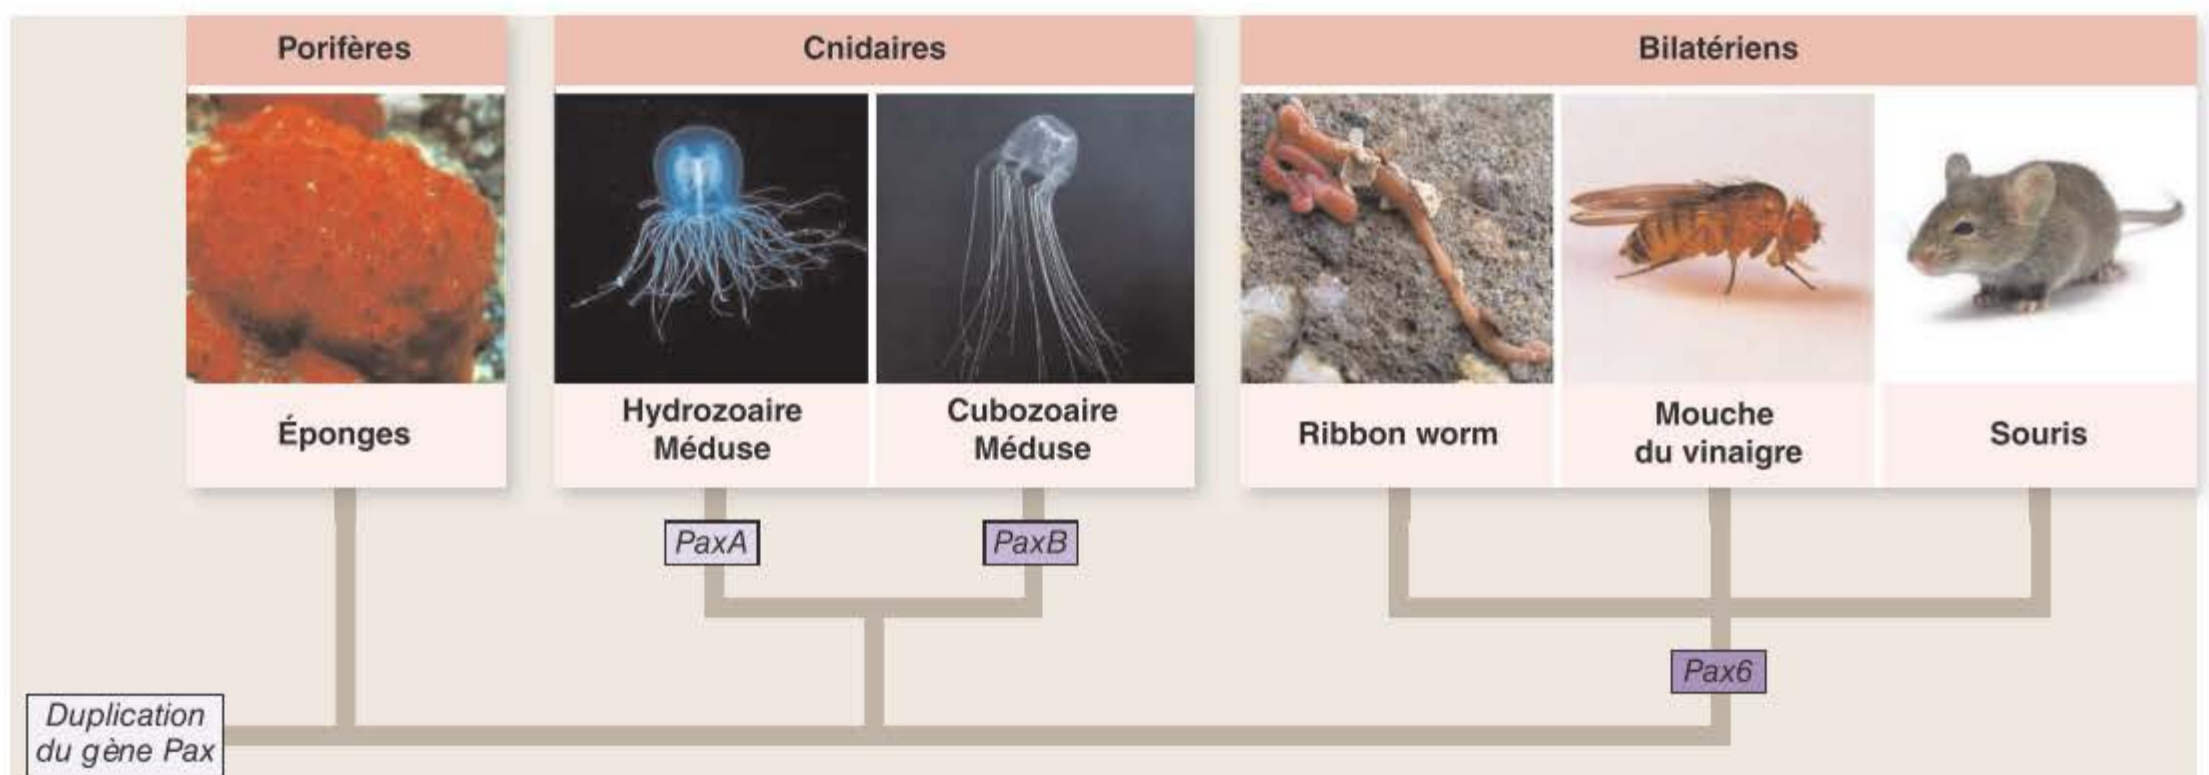 Porifères
Cnidaires
Bilatériens
Éponges
Hydrozoaire
Méduse
Cubozoaire
Méduse
Ribbon worm
Mouche
du vinaigre
Souris
PaxA
PaxB
Pax6
Duplication
du gène Pax